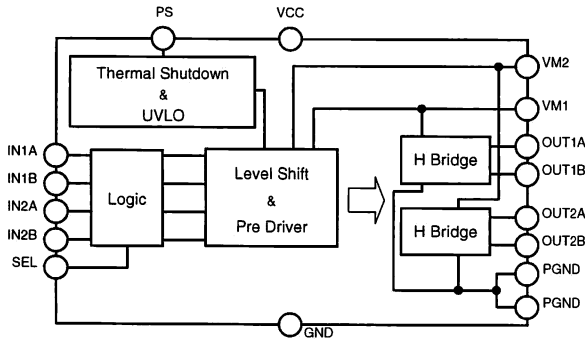 PS
VCC
Thermal Shutdown
&
UVLO
VM2
VM1
IN1A
IN1B
IN2A
IN2B
SEL
Logic
Level Shift
&
Pre Driver
H Bridge
OUT1A
OUT1B
H Bridge
OUT2A
OUT2B
PGND
PGND
GND